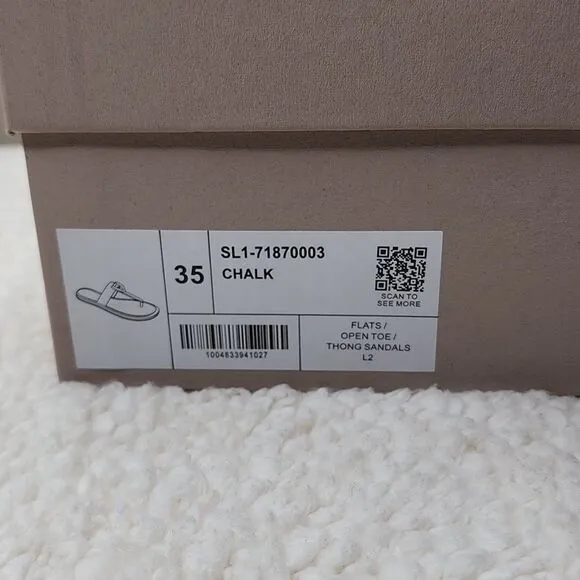 35
SL1-71870003
CHALK
SCAN TO
SEE MORE
1004833941027
FLATS /
OPEN TOE /
THONG SANDALS
L2